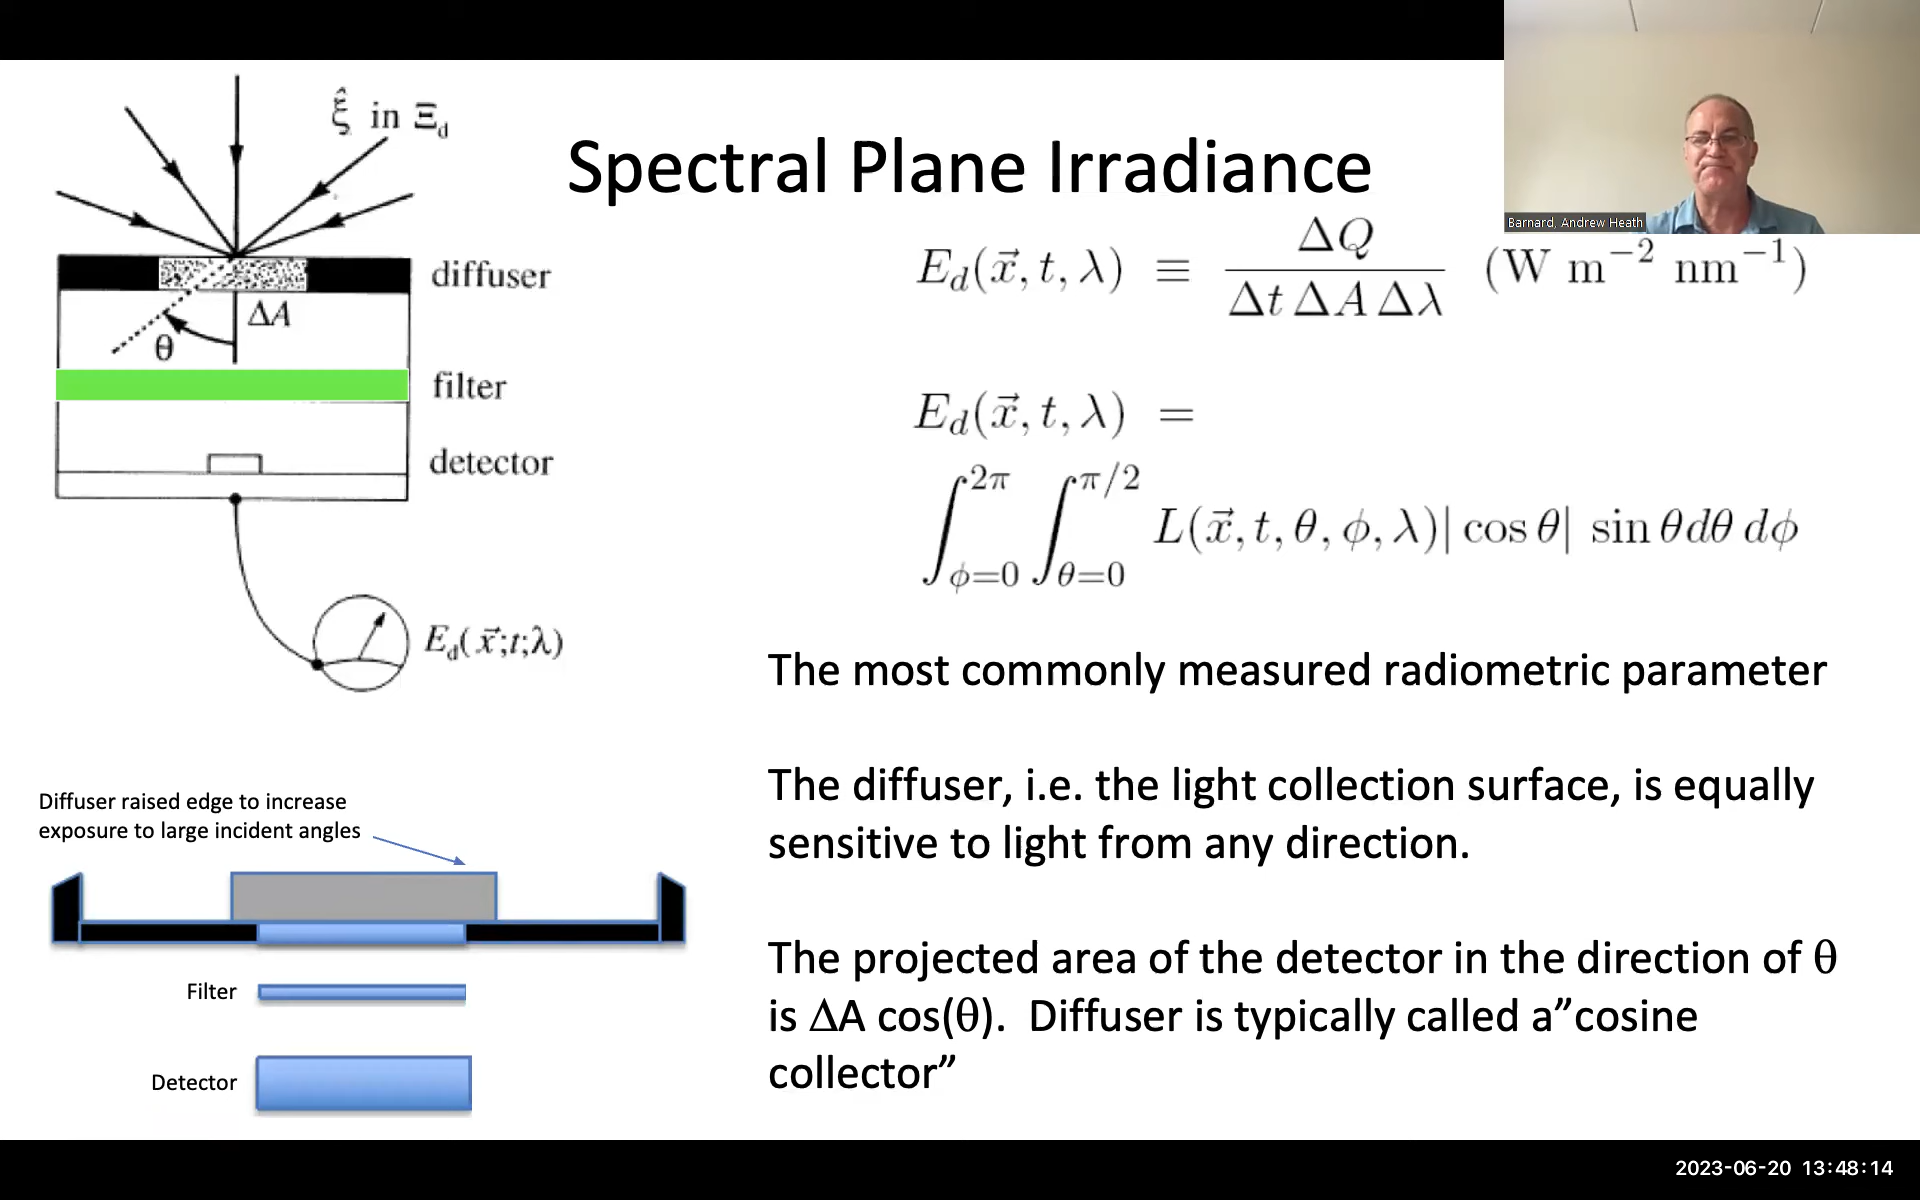 ξ̂ in Ξd
Spectral Plane Irradiance
Barnard, Andrew Heath
diffuser
ΔA
θ
filter
detector
Ed(x⃗;t;λ)
Ed(x⃗, t, λ) ≡ ΔQ / Δt ΔA Δλ (W m−2 nm−1)
Ed(x⃗, t, λ) =
∫φ=0 2π ∫θ=0 π/2 L(x⃗, t, θ, φ, λ)| cos θ| sin θdθ dφ
The most commonly measured radiometric parameter
The diffuser, i.e. the light collection surface, is equally
sensitive to light from any direction.
The projected area of the detector in the direction of θ
is ΔA cos(θ). Diffuser is typically called a”cosine
collector”
Diffuser raised edge to increase
exposure to large incident angles
Filter
Detector
2023-06-20 13:48:14